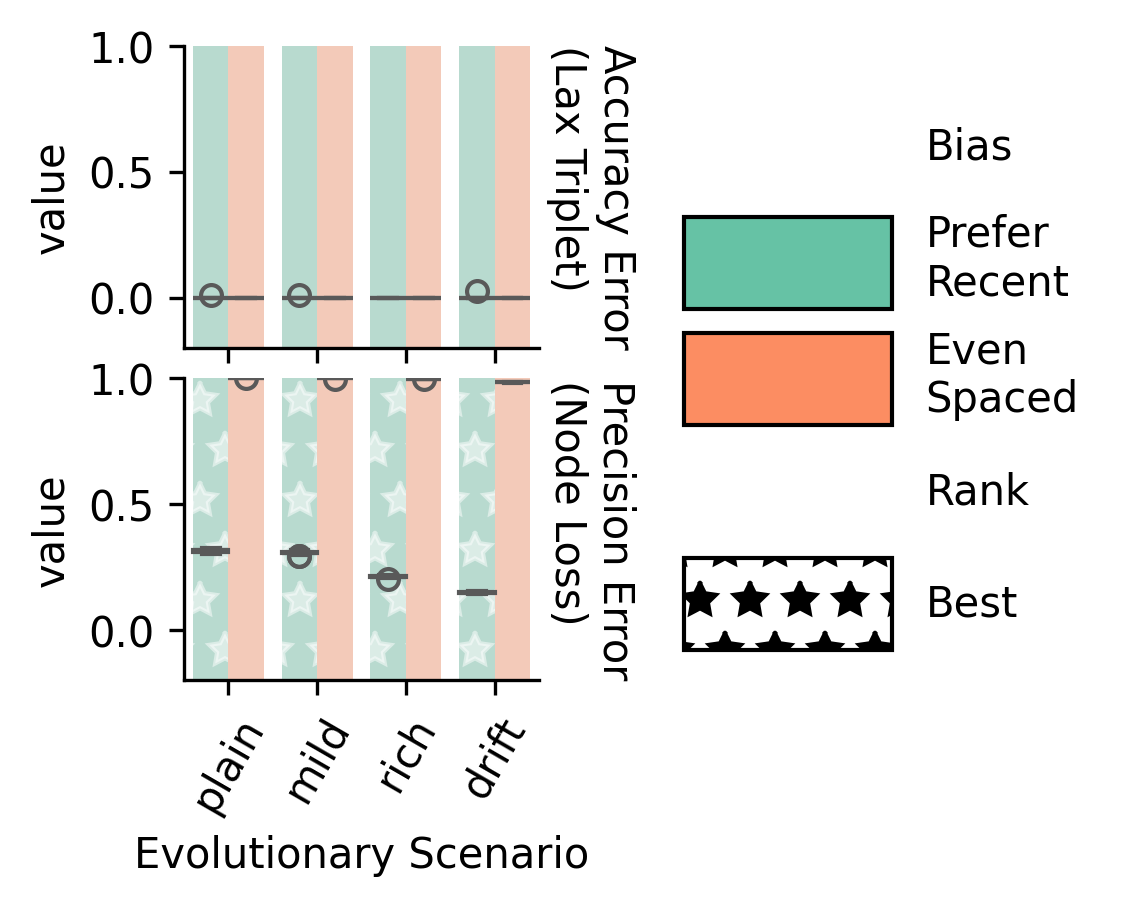 1.0
0.5
0.0
value
Accuracy Error
(Lax Triplet)
1.0
0.5
0.0
value
Precision Error
(Node Loss)
plain
mild
rich
drift
Evolutionary Scenario
Bias
Prefer
Recent
Even
Spaced
Rank
Best